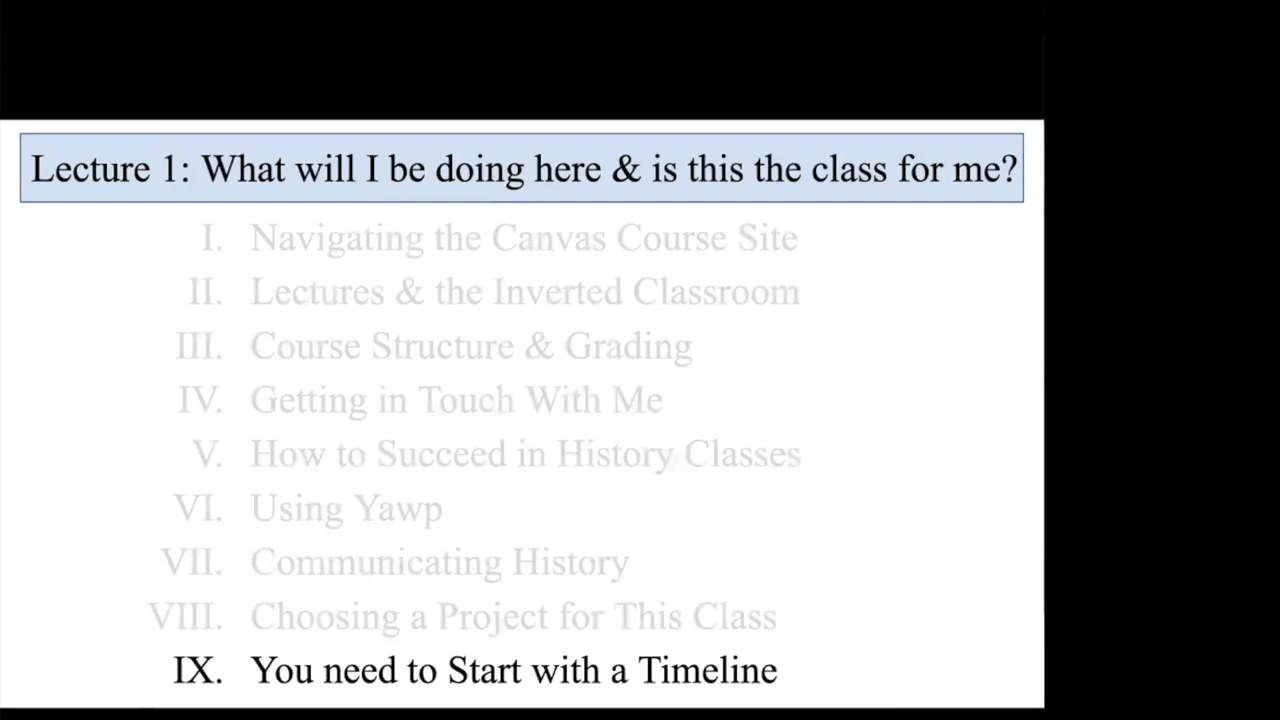 Lecture 1: What will I be doing here & is this the class for me?
I. Navigating the Canvas Course Site
II. Lectures & the Inverted Classroom
III. Course Structure & Grading
IV. Getting in Touch With Me
V. How to Succeed in History Classes
VI. Using Yawp
VII. Communicating History
VIII. Choosing a Project for This Class
IX. You need to Start with a Timeline